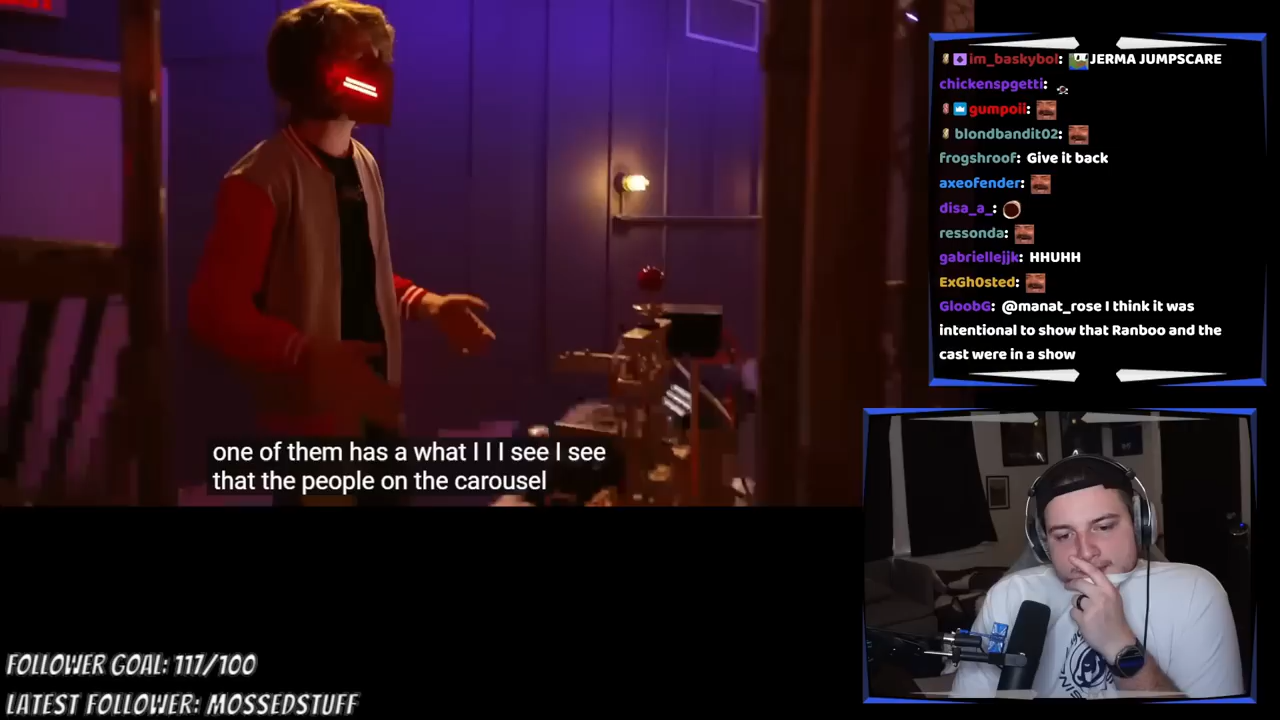 im_baskybol: JERMA JUMPSCARE
chickenspgetti:
gumpoii:
blondbandit02:
frogshroof: Give it back
axeofender:
disa_a_:
ressonda:
gabriellejjk: HHUHH
ExGh0sted:
GloobG: @manat_rose I think it was
intentional to show that Ranboo and the
cast were in a show
one of them has a what I I I see I see
that the people on the carousel
FOLLOWER GOAL: 117/100
LATEST FOLLOWER: MOSSEDSTUFF